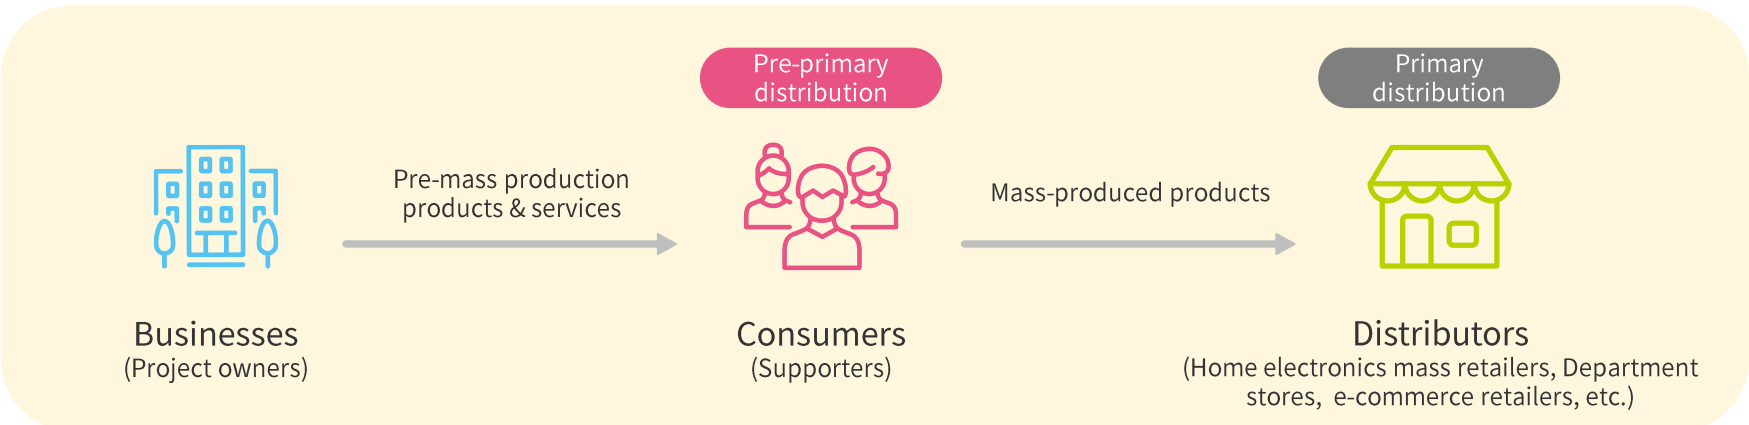 Pre-primary
distribution
Primary
distribution
Pre-mass production
products & services
Mass-produced products
Businesses
(Project owners)
Consumers
(Supporters)
Distributors
(Home electronics mass retailers, Department
stores,  e-commerce retailers, etc.)